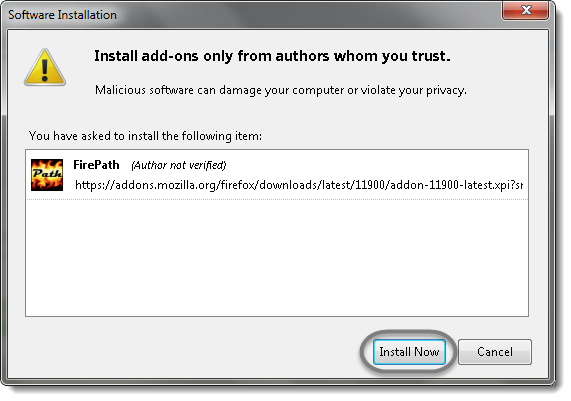 Software Installation
Install add-ons only from authors whom you trust.
Malicious software can damage your computer or violate your privacy.
You have asked to install the following item:
Path
FirePath (Author not verified)
https://addons.mozilla.org/firefox/downloads/latest/11900/addon-11900-latest.xpi?sr
Install Now
Cancel